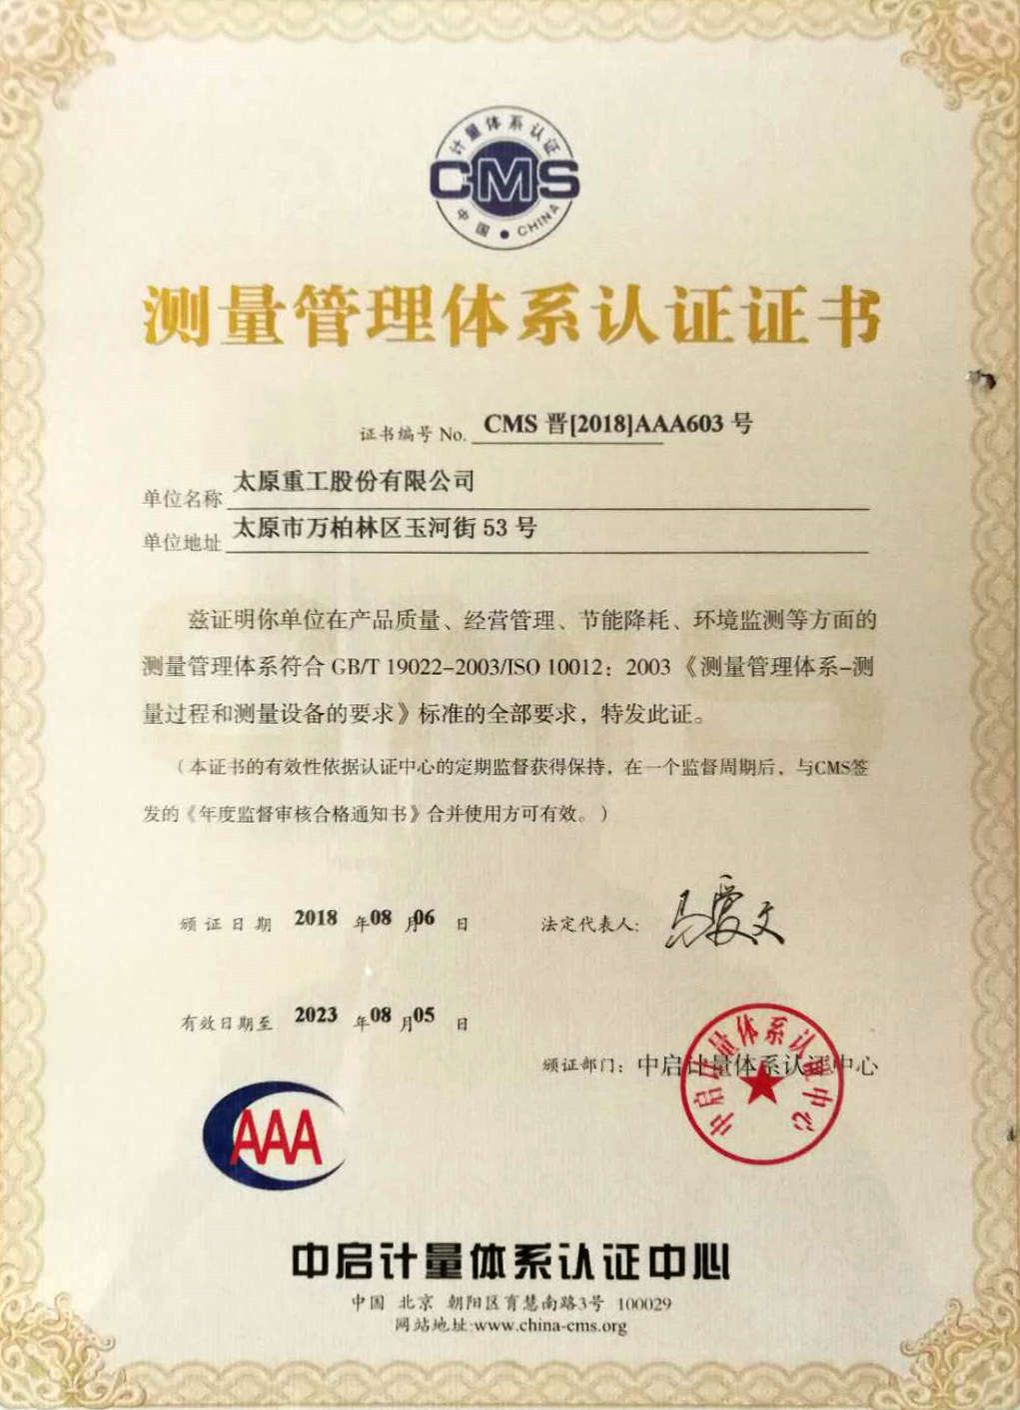 计量体系认证
CMS
中国·CHINA
测量管理体系认证证书
证书编号 No. CMS 晋[2018]AAA603 号
单位名称 太原重工股份有限公司
单位地址 太原市万柏林区玉河街 53 号
兹证明你单位在产品质量、经营管理、节能降耗、环境监测等方面的
测量管理体系符合 GB/T 19022-2003/ISO 10012：2003《测量管理体系-测
量过程和测量设备的要求》标准的全部要求，特发此证。
（本证书的有效性依据认证中心的定期监督获得保持，在一个监督周期后，与CMS签
发的《年度监督审核合格通知书》合并使用方可有效。）
颁证日期 2018 年 08 月 06 日 法定代表人： 马爱文
有效日期至 2023 年 08 月 05 日
颁证部门：中启计量体系认证中心
中启计量体系认证中心
AAA
中启计量体系认证中心
中国 北京 朝阳区育慧南路3号 100029
网站地址:www.china-cms.org